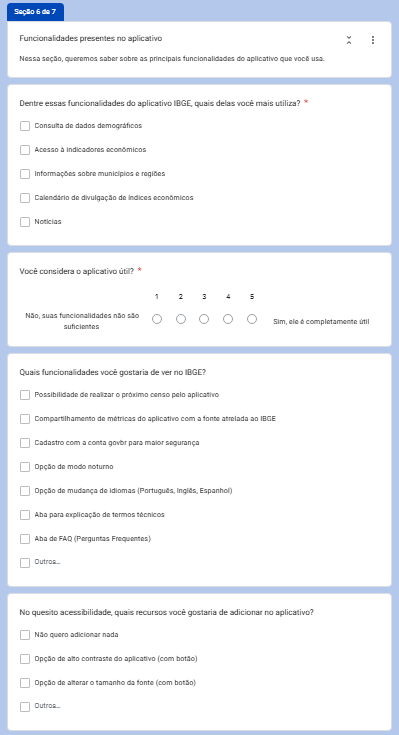 Seção 6 de 7
Funcionalidades presentes no aplicativo
Nessa seção, queremos saber sobre as principais funcionalidades do aplicativo que você usa.
Dentre essas funcionalidades do aplicativo IBGE, quais delas você mais utiliza? *
Consulta de dados demográficos
Acesso à indicadores econômicos
Informações sobre municípios e regiões
Calendário de divulgação de índices econômicos
Notícias
Você considera o aplicativo útil? *
1 2 3 4 5
Não, suas funcionalidades não são
suficientes
Sim, ele é completamente útil
Quais funcionalidades você gostaria de ver no IBGE?
Possibilidade de realizar o próximo censo pelo aplicativo
Compartilhamento de métricas do aplicativo com a fonte atrelada ao IBGE
Cadastro com a conta govbr para maior segurança
Opção de modo noturno
Opção de mudança de idiomas (Português, Inglês, Espanhol)
Aba para explicação de termos técnicos
Aba de FAQ (Perguntas Frequentes)
Outros...
No quesito acessibilidade, quais recursos você gostaria de adicionar no aplicativo?
Não quero adicionar nada
Opção de alto contraste do aplicativo (com botão)
Opção de alterar o tamanho da fonte (com botão)
Outros...